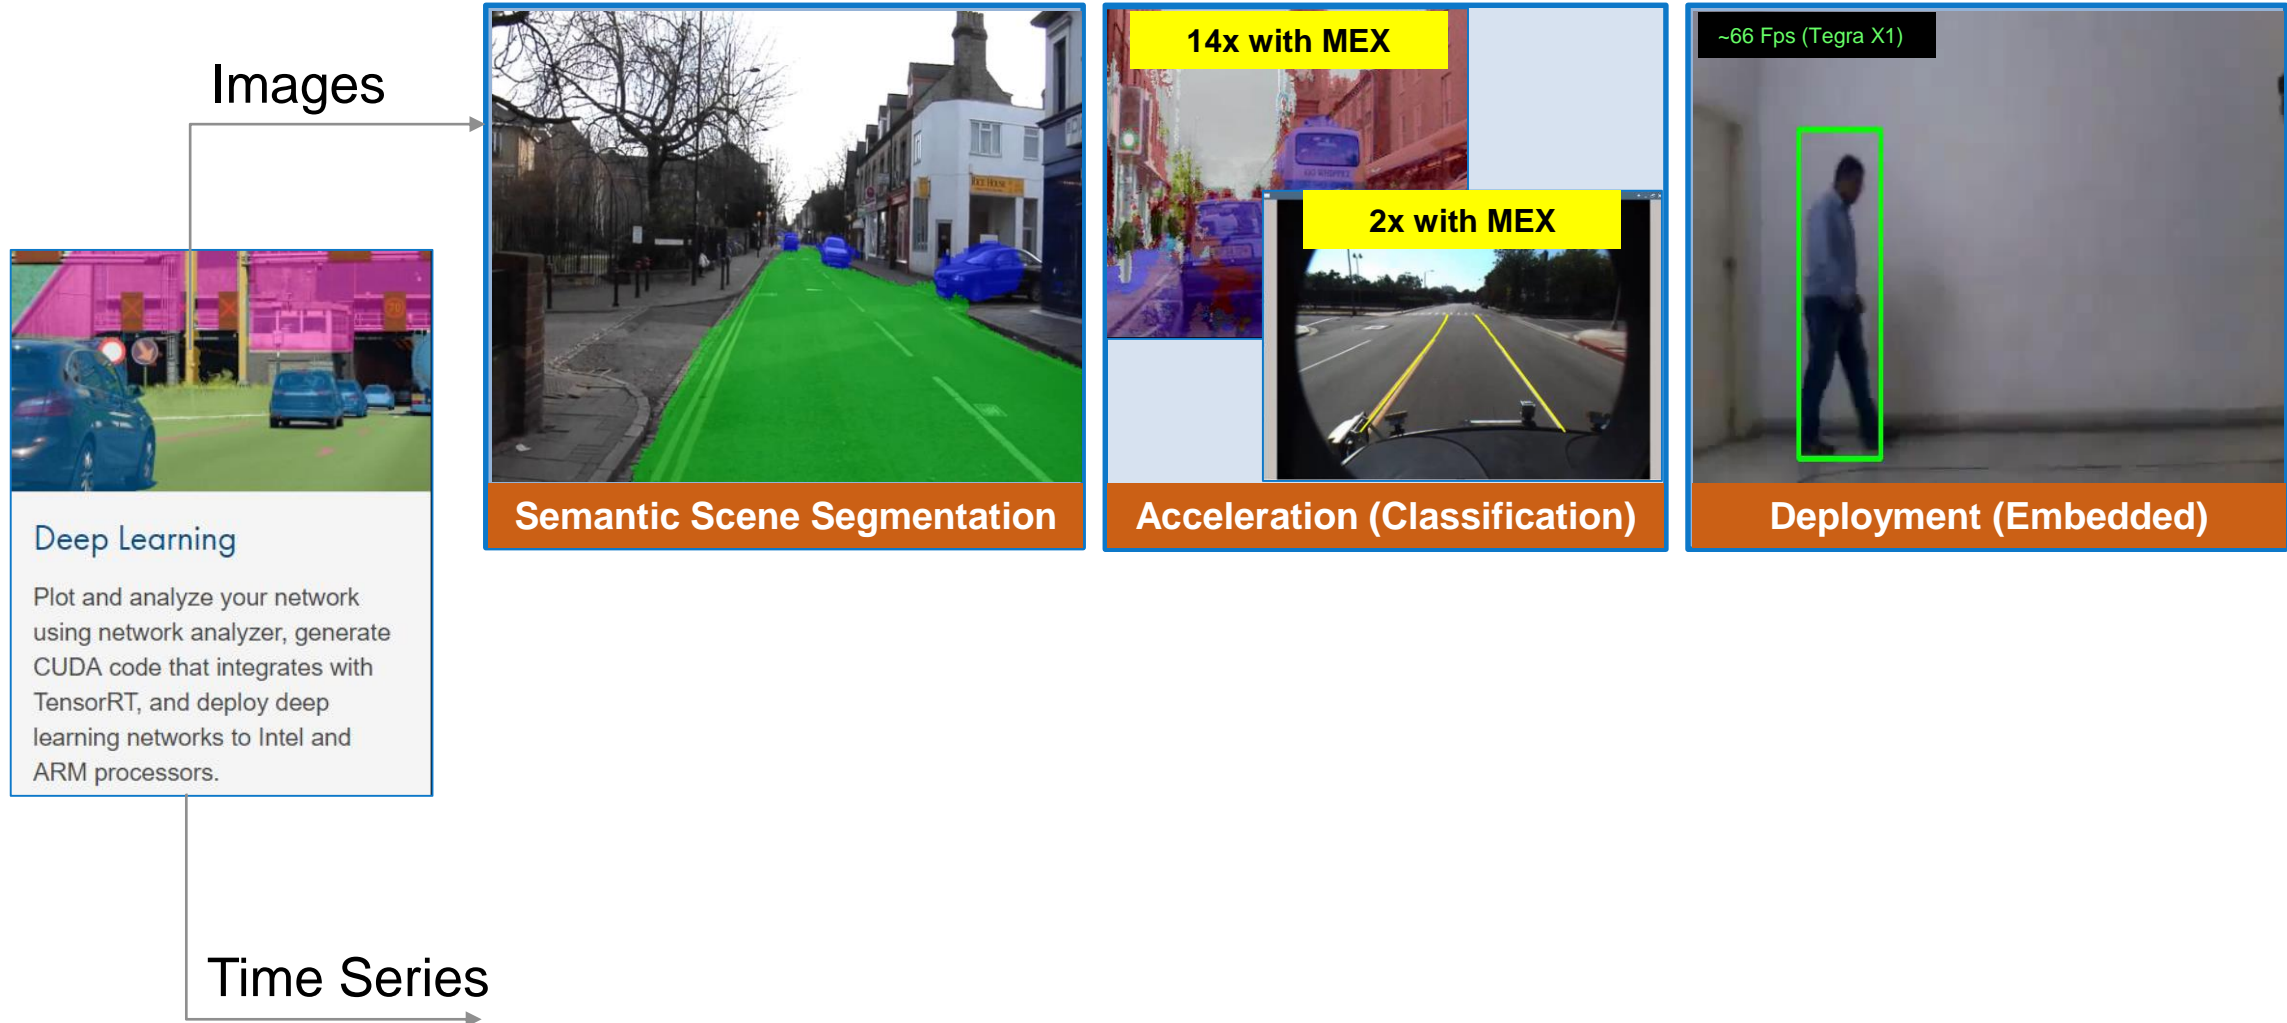 Images
14x with MEX
2x with MEX
~66 Fps (Tegra X1)
Semantic Scene Segmentation
Acceleration (Classification)
Deployment (Embedded)
Deep Learning
Plot and analyze your network
using network analyzer, generate
CUDA code that integrates with
TensorRT, and deploy deep
learning networks to Intel and
ARM processors.
Time Series